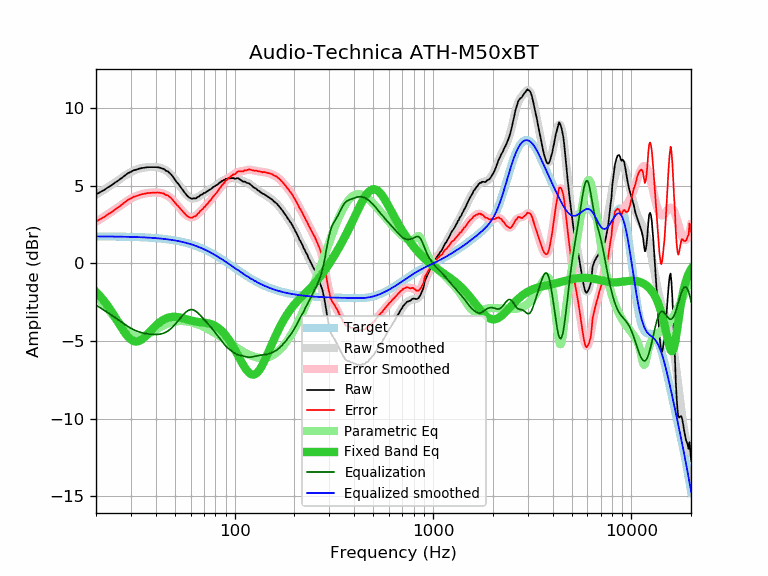 Audio-Technica ATH-M50xBT
Amplitude (dBr)
10
5
0
−5
−10
−15
Target
Raw Smoothed
Error Smoothed
Raw
Error
Parametric Eq
Fixed Band Eq
Equalization
Equalized smoothed
100
1000
10000
Frequency (Hz)